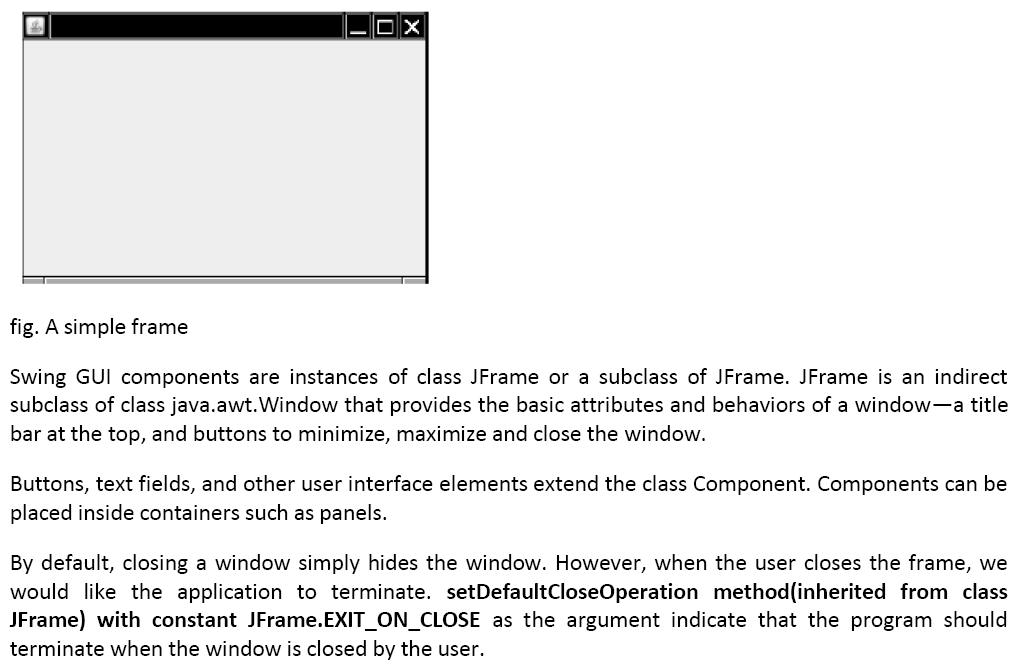 fig. A simple frame
Swing GUI components are instances of class JFrame or a subclass of JFrame. JFrame is an indirect
subclass of class java.awt.Window that provides the basic attributes and behaviors of a window—a title
bar at the top, and buttons to minimize, maximize and close the window.
Buttons, text fields, and other user interface elements extend the class Component. Components can be
placed inside containers such as panels.
By default, closing a window simply hides the window. However, when the user closes the frame, we
would like the application to terminate. setDefaultCloseOperation method(inherited from class
JFrame) with constant JFrame.EXIT_ON_CLOSE as the argument indicate that the program should
terminate when the window is closed by the user.